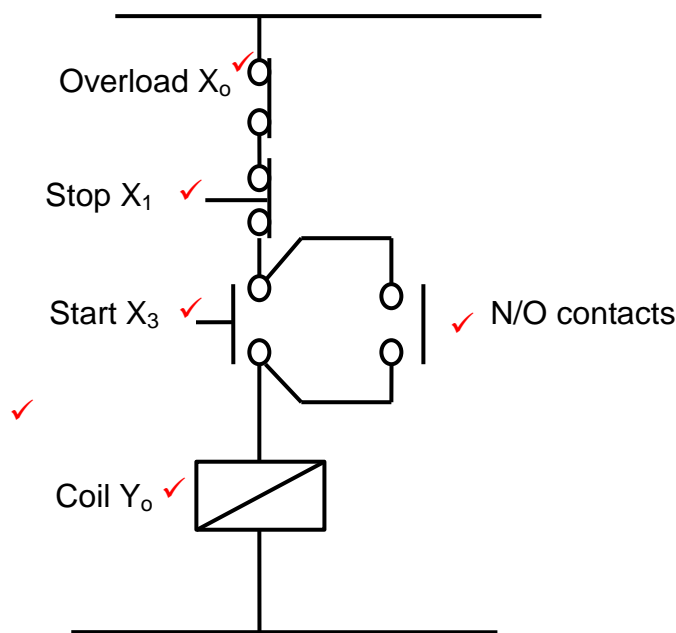 Overload Xₒ
Stop X₁
Start X₃
N/O contacts
Coil Yₒ